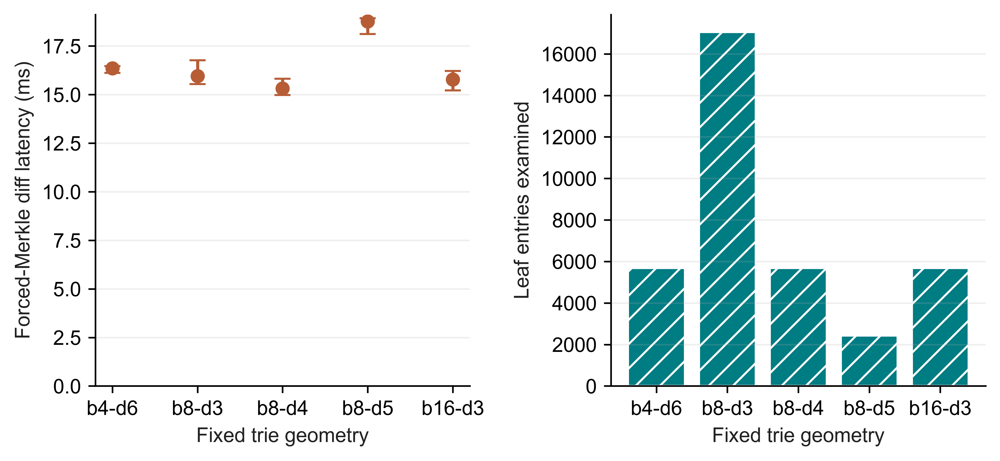 Forced-Merkle diff latency (ms)
17.5
15.0
12.5
10.0
7.5
5.0
2.5
0.0
b4-d6 b8-d3 b8-d4 b8-d5 b16-d3
Fixed trie geometry
Leaf entries examined
16000
14000
12000
10000
8000
6000
4000
2000
0
b4-d6 b8-d3 b8-d4 b8-d5 b16-d3
Fixed trie geometry